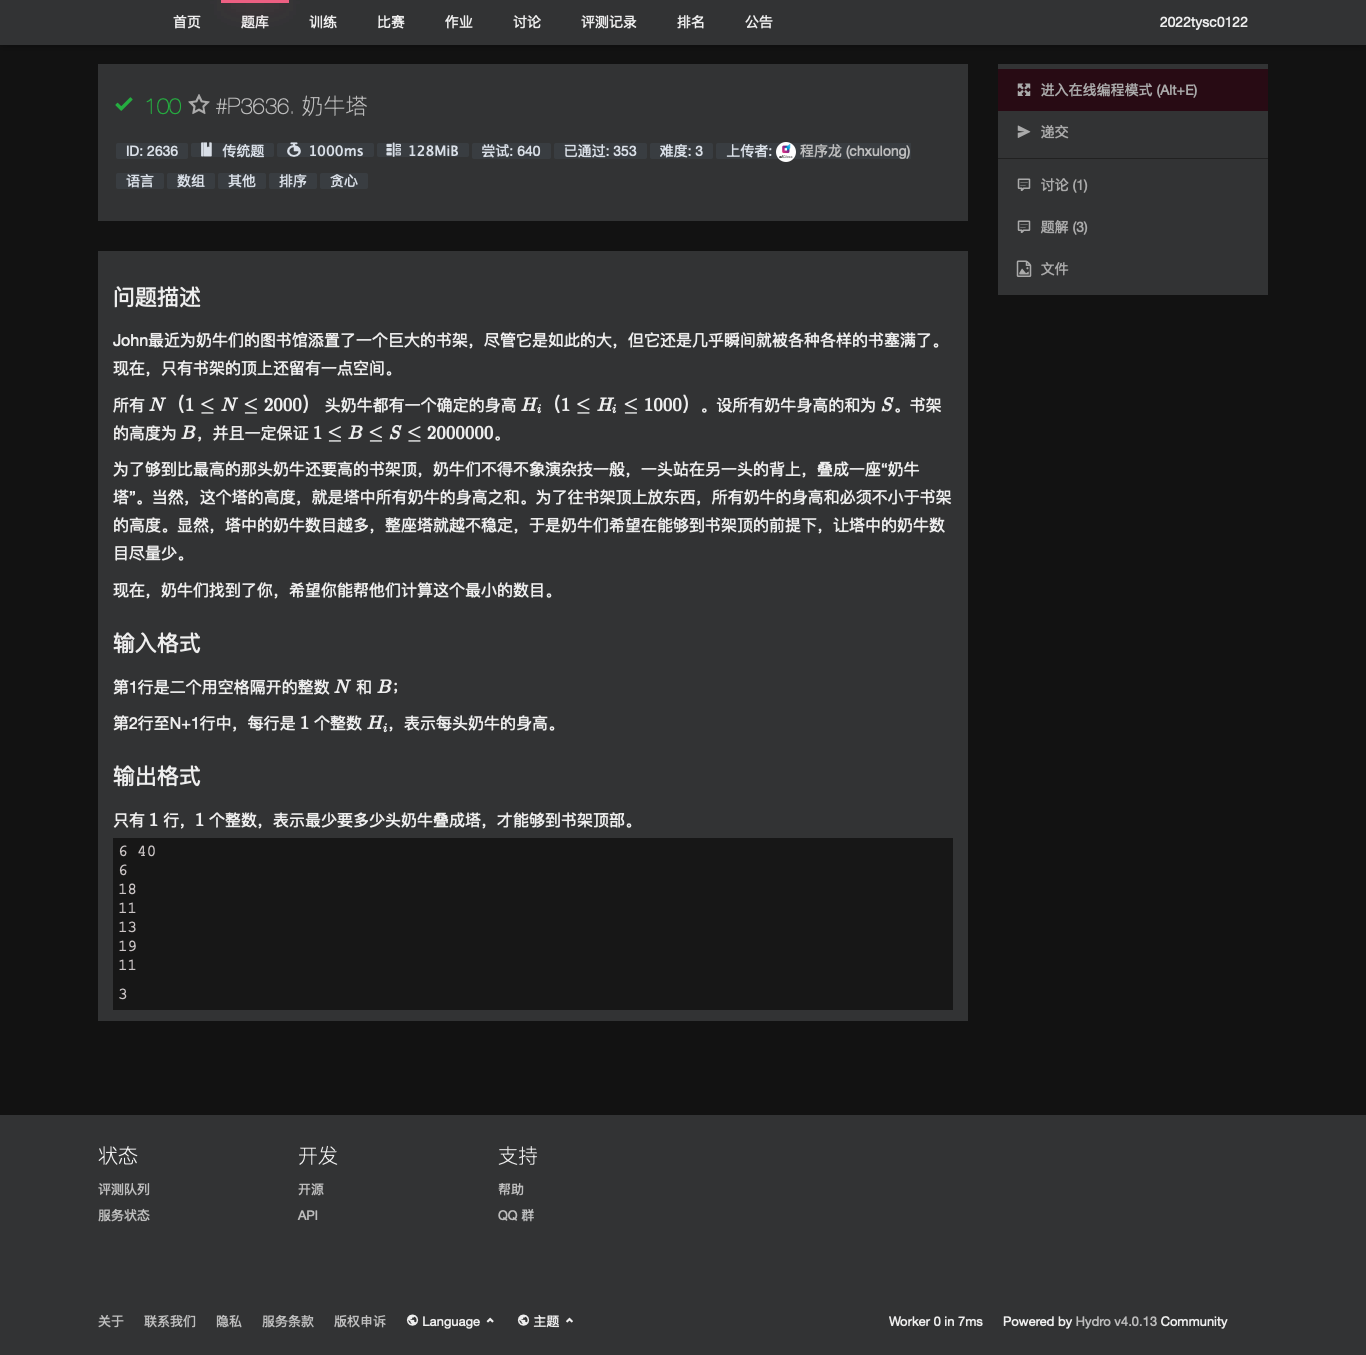 首页 题库 训练 比赛 作业 讨论 评测记录 排名 公告 2022tysc0122
100 #P3636. 奶牛塔
ID: 2636 传统题 1000ms 128MiB 尝试: 640 已通过: 353 难度: 3 上传者: 程序龙 (chxulong)
语言 数组 其他 排序 贪心
进入在线编程模式 (Alt+E)
递交
讨论 (1)
题解 (3)
文件
问题描述
John最近为奶牛们的图书馆添置了一个巨大的书架，尽管它是如此的大，但它还是几乎瞬间就被各种各样的书塞满了。
现在，只有书架的顶上还留有一点空间。
所有 N（1 ≤ N ≤ 2000） 头奶牛都有一个确定的身高 Hi（1 ≤ Hi ≤ 1000）。设所有奶牛身高的和为 S。书架
的高度为 B，并且一定保证 1 ≤ B ≤ S ≤ 2000000。
为了够到比最高的那头奶牛还要高的书架顶，奶牛们不得不象演杂技一般，一头站在另一头的背上，叠成一座“奶牛
塔”。当然，这个塔的高度，就是塔中所有奶牛的身高之和。为了往书架顶上放东西，所有奶牛的身高和必须不小于书架
的高度。显然，塔中的奶牛数目越多，整座塔就越不稳定，于是奶牛们希望在能够到书架顶的前提下，让塔中的奶牛数
目尽量少。
现在，奶牛们找到了你，希望你能帮他们计算这个最小的数目。
输入格式
第1行是二个用空格隔开的整数 N 和 B；
第2行至N+1行中，每行是 1 个整数 Hi，表示每头奶牛的身高。
输出格式
只有 1 行，1 个整数，表示最少要多少头奶牛叠成塔，才能够到书架顶部。
6 40
6
18
11
13
19
11
3
状态 开发 支持
评测队列 开源 帮助
服务状态 API QQ 群
关于 联系我们 隐私 服务条款 版权申诉 Language 主题 Worker 0 in 7ms Powered by Hydro v4.0.13 Community